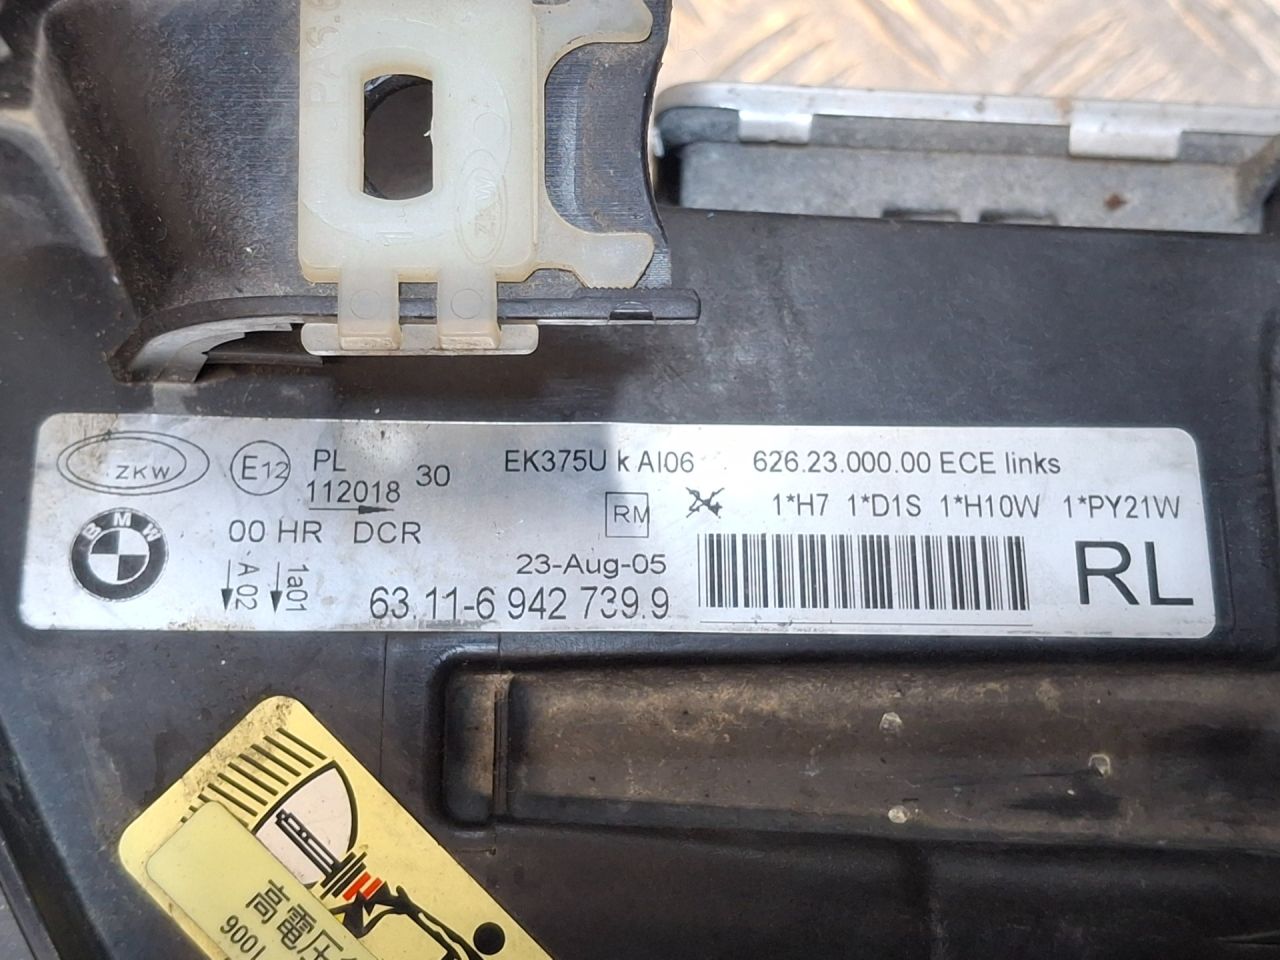 ZKW
ZKW E12 PL 30 EK375U k AI06 626.23.000.00 ECE links
112018
RM 1*H7 1*D1S 1*H10W 1*PY21W
BMW 00 HR DCR
23-Aug-05 RL
A 02 1a01 63.11-6 942 739.9
高電圧